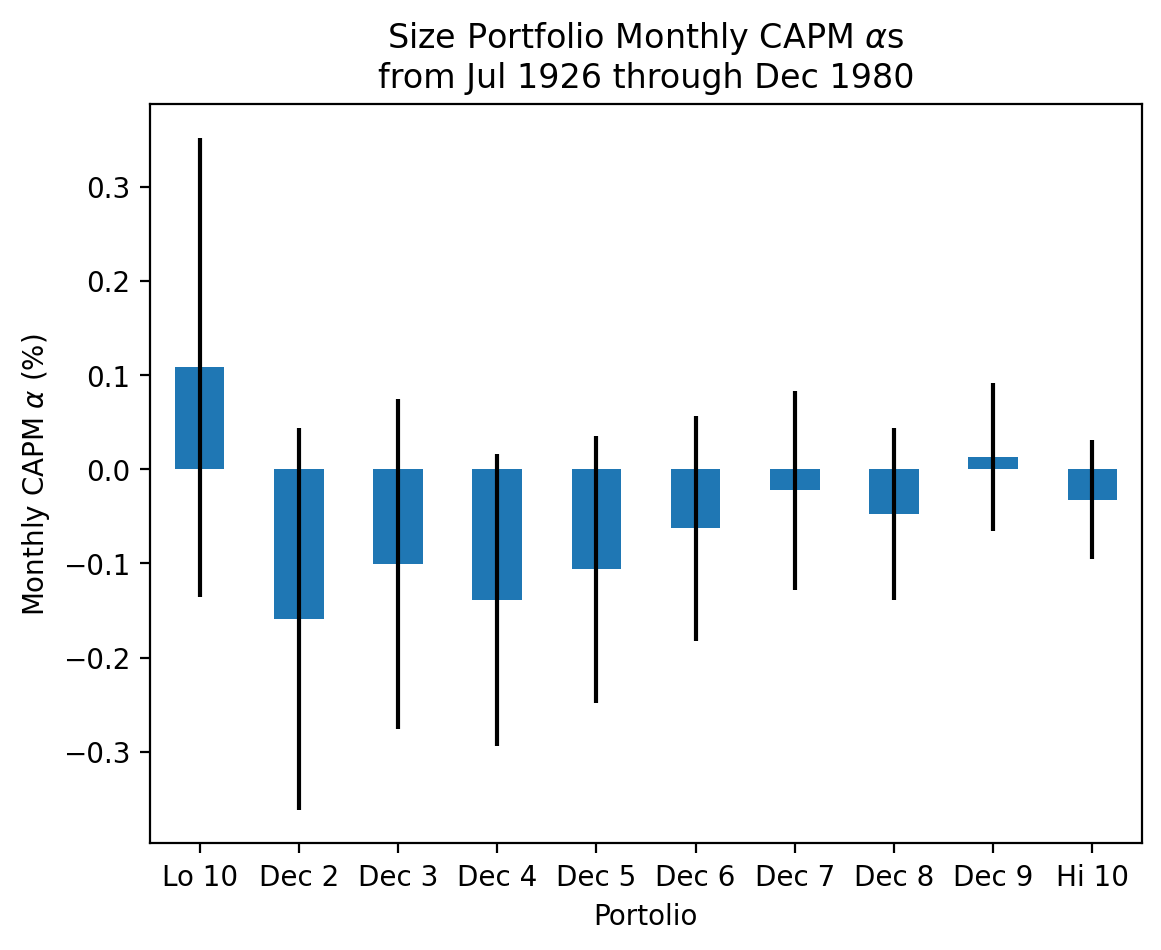 Size Portfolio Monthly CAPM αs
from Jul 1926 through Dec 1980
Monthly CAPM α (%)
0.3
0.2
0.1
0.0
−0.1
−0.2
−0.3
Lo 10 Dec 2 Dec 3 Dec 4 Dec 5 Dec 6 Dec 7 Dec 8 Dec 9 Hi 10
Portolio